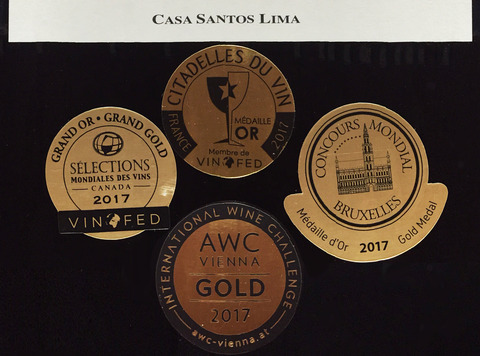 CASA SANTOS LIMA
CITADELLES DU VIN
FRANCE
MÉDAILLE
OR
2017
Membre de
VINOFED
GRAND OR • GRAND GOLD
SÉLECTIONS
MONDIALES DES VINS
CANADA
2017
VINOFED
CONCOURS MONDIAL
BRUXELLES
Médaille d'Or 2017 Gold Medal
INTERNATIONAL WINE CHALLENGE
AWC
VIENNA
GOLD
2017
awc-vienna.at